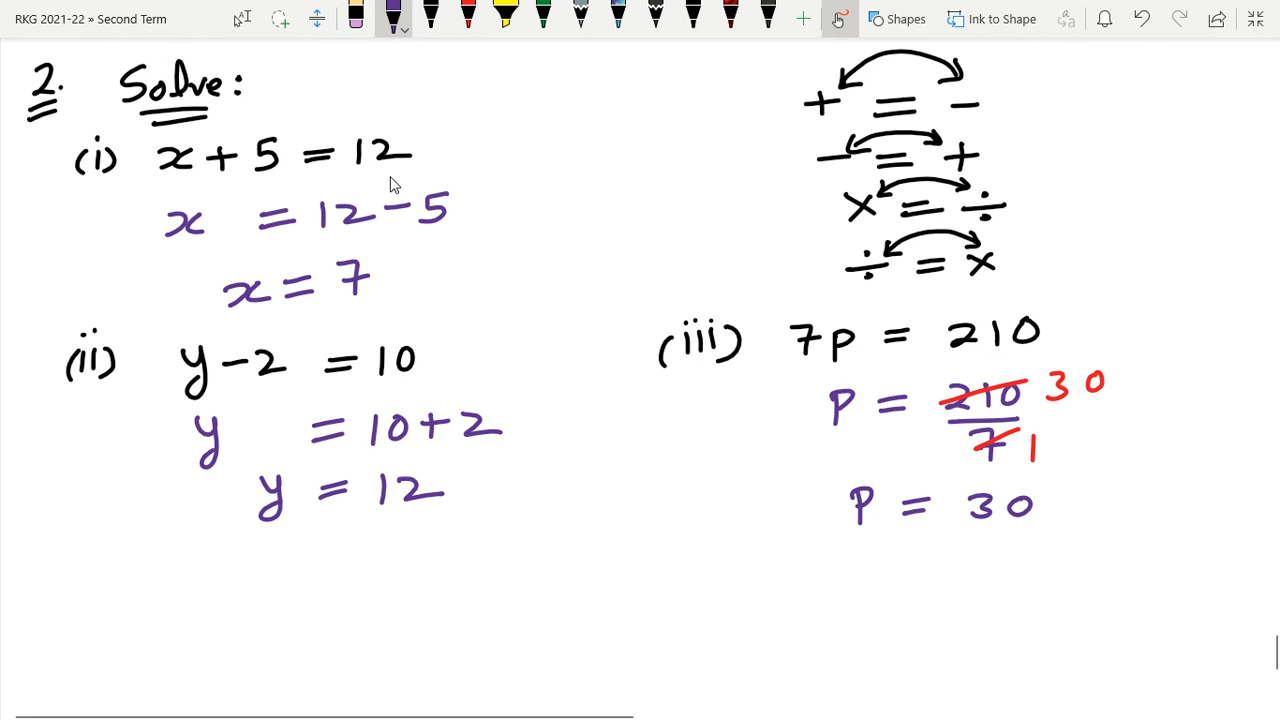 RKG 2021-22 » Second Term
Shapes
Ink to Shape
2. Solve:
(i) x + 5 = 12
x = 12 - 5
x = 7
(ii) y - 2 = 10
y = 10 + 2
y = 12
+ = -
- = +
× = ÷
÷ = ×
(iii) 7p = 210
P = 210/7 30 1
P = 30